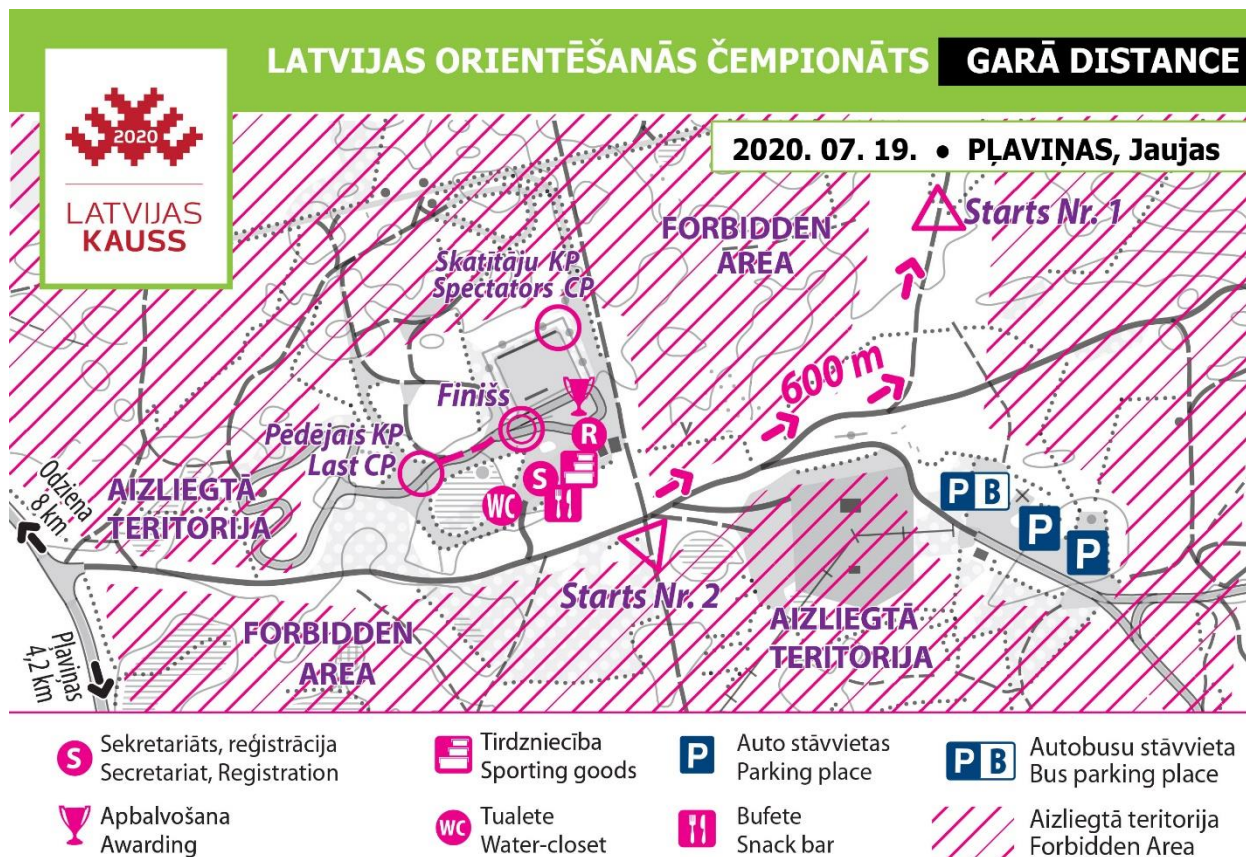 LATVIJAS ORIENTĒŠANĀS ČEMPIONĀTS GARĀ DISTANCE
2020
LATVIJAS
KAUSS
2020. 07. 19. • PĻAVIŅAS, Jaujas
Starts Nr. 1
FORBIDDEN
AREA
Skatītāju KP
Spectators CP
600 m
Finišs
R
Pēdējais KP
Last CP
S
WC
AIZLIEGTĀ
TERITORIJA
Odziena
8 km
P B
P
P
Starts Nr. 2
FORBIDDEN
AREA
AIZLIEGTĀ
TERITORIJA
Pļaviņas
4,2 km
S Sekretariāts, reģistrācija
Secretariat, Registration
Tirdzniecība
Sporting goods
P Auto stāvvietas
Parking place
P B Autobusu stāvvieta
Bus parking place
Apbalvošana
Awarding
WC Tualete
Water-closet
Bufete
Snack bar
Aizliegtā teritorija
Forbidden Area